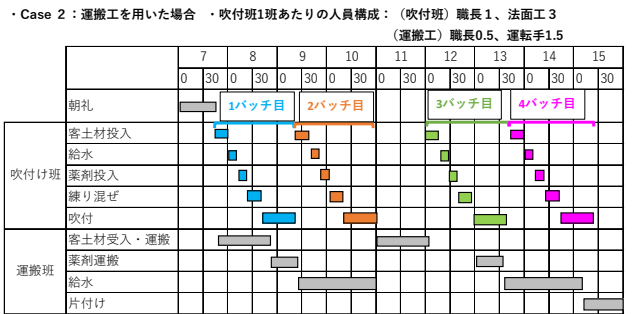 ・Case 2：運搬工を用いた場合　・吹付班1班あたりの人員構成：（吹付班）職長１、法面工３
（運搬工）職長0.5、運転手1.5
7 8 9 10 11 12 13 14 15
0 30 0 30 0 30 0 30 0 30 0 30 0 30 0 30 0 30
朝礼 1バッチ目 2バッチ目 3バッチ目 4バッチ目
吹付け班
客土材投入
給水
薬剤投入
練り混ぜ
吹付
運搬班
客土材受入・運搬
薬剤運搬
給水
片付け